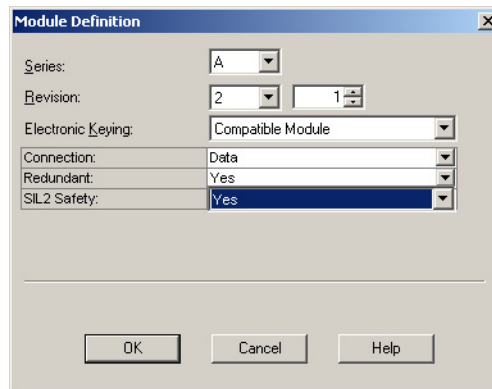 Module Definition
Series: A
Revision: 2 1
Electronic Keying: Compatible Module
Connection: Data
Redundant: Yes
SIL2 Safety: Yes
OK Cancel Help